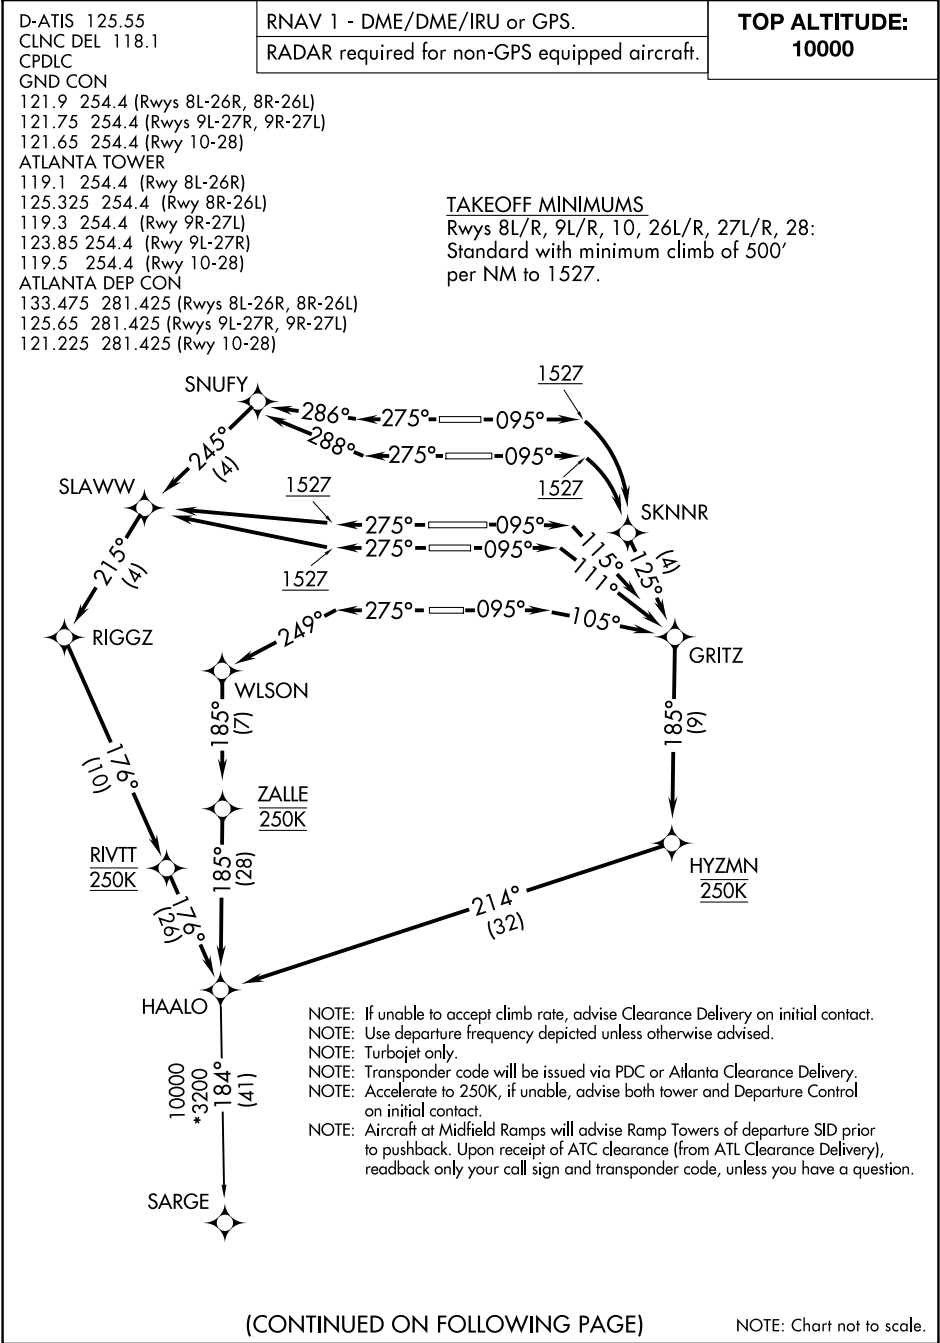 D-ATIS 125.55
CLNC DEL 118.1
CPDLC
GND CON
121.9 254.4 (Rwys 8L-26R, 8R-26L)
121.75 254.4 (Rwys 9L-27R, 9R-27L)
121.65 254.4 (Rwy 10-28)
ATLANTA TOWER
119.1 254.4 (Rwy 8L-26R)
125.325 254.4 (Rwy 8R-26L)
119.3 254.4 (Rwy 9R-27L)
123.85 254.4 (Rwy 9L-27R)
119.5 254.4 (Rwy 10-28)
ATLANTA DEP CON
133.475 281.425 (Rwys 8L-26R, 8R-26L)
125.65 281.425 (Rwys 9L-27R, 9R-27L)
121.225 281.425 (Rwy 10-28)
RNAV 1 - DME/DME/IRU or GPS.
RADAR required for non-GPS equipped aircraft.
TOP ALTITUDE:
10000
TAKEOFF MINIMUMS
Rwys 8L/R, 9L/R, 10, 26L/R, 27L/R, 28:
Standard with minimum climb of 500'
per NM to 1527.
SNUFY
1527
286° 275° 095°
288° 275° 095°
245°
(4)
1527
1527
SLAWW
SKNNR
275° 095°
275° 095°
115°
111°
125°
(4)
1527
215°
(4)
275° 095°
249°
105°
RIGGZ
GRITZ
WLSON
185°
(7)
185°
(9)
176°
(10)
ZALLE
250K
RIVTT
250K
185°
(28)
HYZMN
250K
176°
(26)
214°
(32)
HAALO
10000
*3200
184°
(41)
SARGE
NOTE: If unable to accept climb rate, advise Clearance Delivery on initial contact.
NOTE: Use departure frequency depicted unless otherwise advised.
NOTE: Turbojet only.
NOTE: Transponder code will be issued via PDC or Atlanta Clearance Delivery.
NOTE: Accelerate to 250K, if unable, advise both tower and Departure Control
on initial contact.
NOTE: Aircraft at Midfield Ramps will advise Ramp Towers of departure SID prior
to pushback. Upon receipt of ATC clearance (from ATL Clearance Delivery),
readback only your call sign and transponder code, unless you have a question.
(CONTINUED ON FOLLOWING PAGE)
NOTE: Chart not to scale.